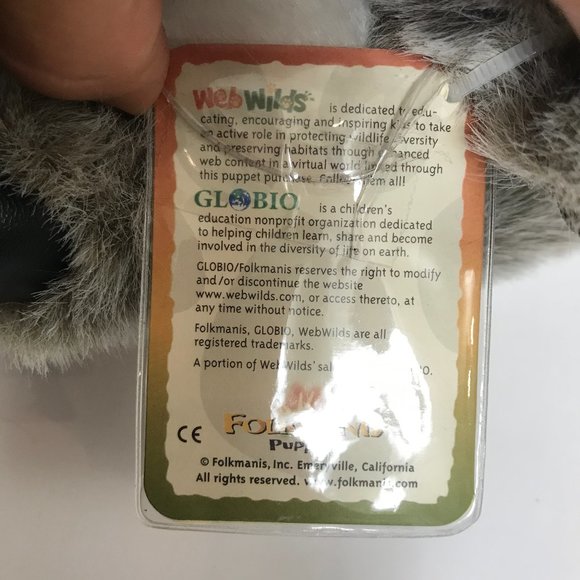 WebWilds™ is dedicated to edu-
cating, encouraging and inspiring kids to take
an active role in protecting wildlife diversity
and preserving habitats through enhanced
web content in a virtual world linked through
this puppet purchase. Collect them all!
GLOBIO is a children's
education nonprofit organization dedicated
to helping children learn, share and become
involved in the diversity of life on earth.
GLOBIO/Folkmanis reserves the right to modify
and/or discontinue the website
www.webwilds.com, or access thereto, at
any time without notice.
Folkmanis, GLOBIO, WebWilds are all
registered trademarks.
A portion of WebWilds'
CE
© Folkmanis, Inc. Emeryville, California
All rights reserved. www.folkmanis.com